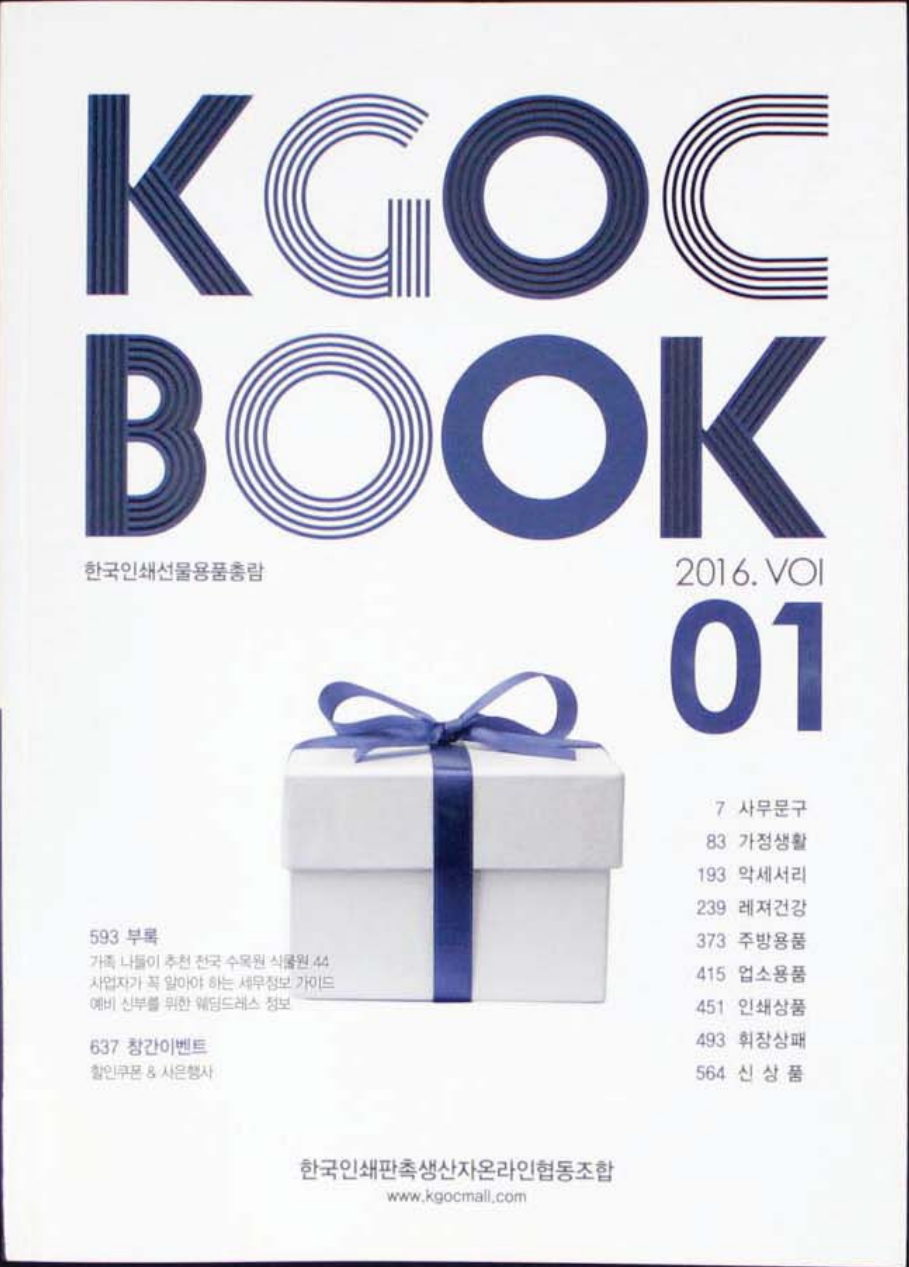 KGOC
BOOK
한국인쇄선물용품총람
2016. VOl
01
7 사무문구
83 가정생활
193 악세서리
239 레져건강
373 주방용품
415 업소용품
451 인쇄상품
493 휘장상패
564 신 상 품
593 부록
가족 나들이 추천 전국 수목원 식물원 44
사업자가 꼭 알아야 하는 세무정보 가이드
예비 신부를 위한 웨딩드레스 정보
637 창간이벤트
할인쿠폰 & 사은행사
한국인쇄판촉생산자온라인협동조합
www.kgocmall.com